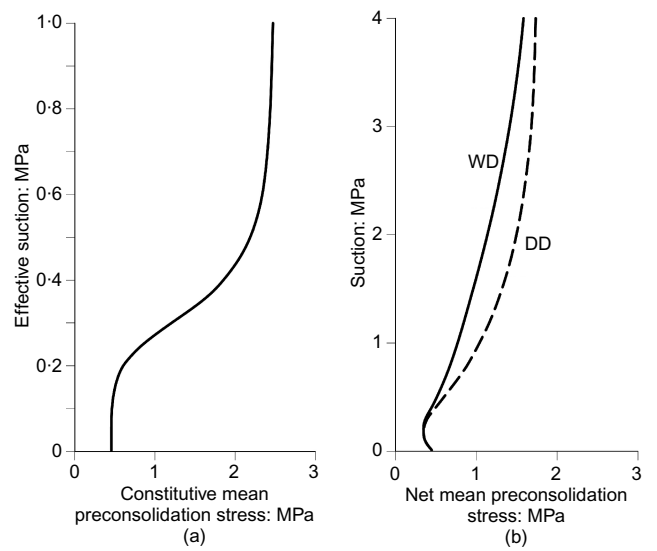 1·0
0·8
0·6
0·4
0·2
0
Effective suction: MPa
0 1 2 3
Constitutive mean
preconsolidation stress: MPa
(a)
4
3
2
1
0
Suction: MPa
WD
DD
0 1 2 3
Net mean preconsolidation
stress: MPa
(b)